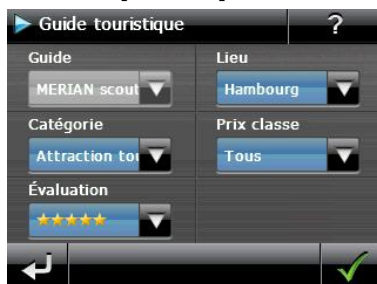 Guide touristique ?
Guide
MERIAN scout
Lieu
Hambourg
Catégorie
Attraction tou
Prix classe
Tous
Évaluation